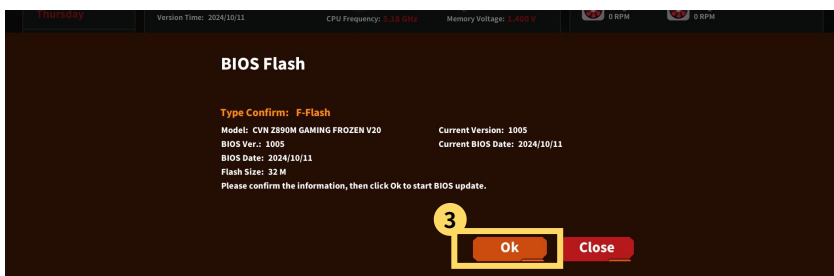 Thursday
Version Time: 2024/10/11
CPU Frequency: 5.18 GHz
Memory Voltage: 1.400 V
0 RPM
0 RPM
BIOS Flash
Type Confirm: F-Flash
Model: CVN Z890M GAMING FROZEN V20
Current Version: 1005
BIOS Ver.: 1005
Current BIOS Date: 2024/10/11
BIOS Date: 2024/10/11
Flash Size: 32 M
Please confirm the information, then click Ok to start BIOS update.
3
Ok
Close